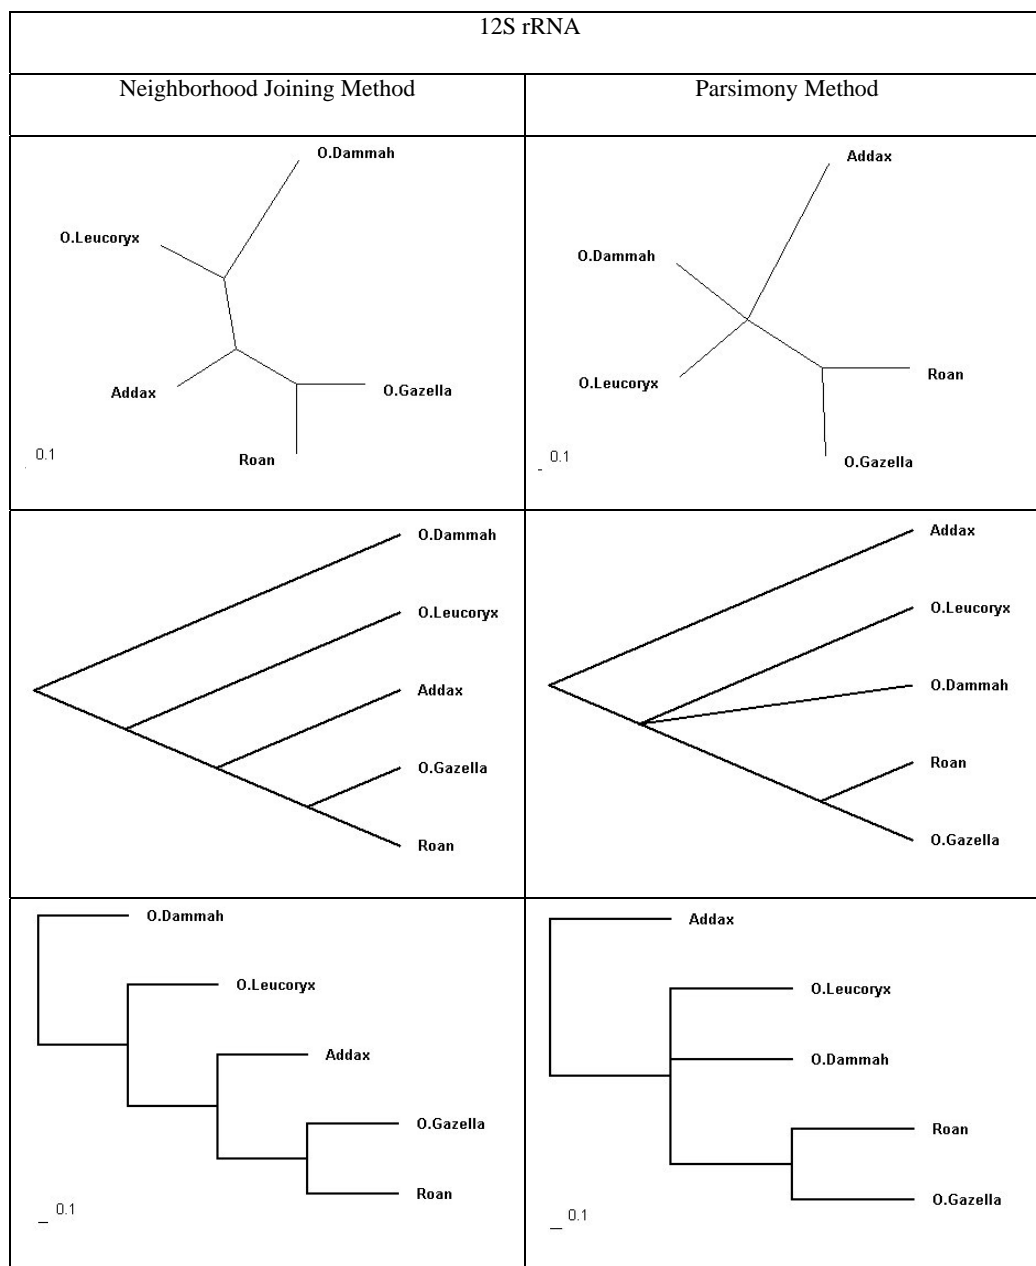 12S rRNA
Neighborhood Joining Method
Parsimony Method
O.Dammah
O.Leucoryx
Addax
O.Gazella
Roan
0.1
Addax
O.Dammah
O.Leucoryx
Roan
O.Gazella
0.1
O.Dammah
O.Leucoryx
Addax
O.Gazella
Roan
Addax
O.Leucoryx
O.Dammah
Roan
O.Gazella
O.Dammah
O.Leucoryx
Addax
O.Gazella
Roan
0.1
Addax
O.Leucoryx
O.Dammah
Roan
O.Gazella
0.1